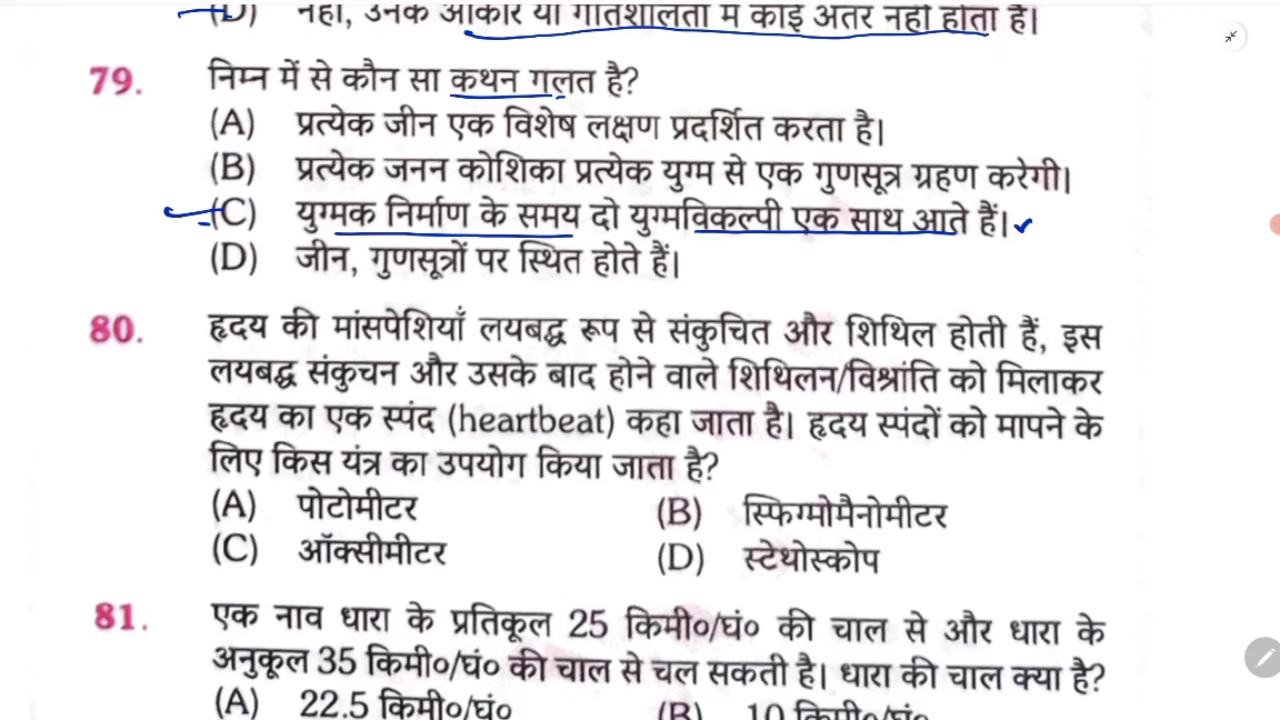 (D) नहीं, उनके आकार या गतिशीलता में कोई अंतर नहीं होता है।
79. निम्न में से कौन सा कथन गलत है?
(A) प्रत्येक जीन एक विशेष लक्षण प्रदर्शित करता है।
(B) प्रत्येक जनन कोशिका प्रत्येक युग्म से एक गुणसूत्र ग्रहण करेगी।
(C) युग्मक निर्माण के समय दो युग्मविकल्पी एक साथ आते हैं।
(D) जीन, गुणसूत्रों पर स्थित होते हैं।
80. हृदय की मांसपेशियाँ लयबद्ध रूप से संकुचित और शिथिल होती हैं, इस
लयबद्ध संकुचन और उसके बाद होने वाले शिथिलन/विश्रांति को मिलाकर
हृदय का एक स्पंद (heartbeat) कहा जाता है। हृदय स्पंदों को मापने के
लिए किस यंत्र का उपयोग किया जाता है?
(A) पोटोमीटर (B) स्फिग्मोमैनोमीटर
(C) ऑक्सीमीटर (D) स्टेथोस्कोप
81. एक नाव धारा के प्रतिकूल 25 किमी०/घं० की चाल से और धारा के
अनुकूल 35 किमी०/घं० की चाल से चल सकती है। धारा की चाल क्या है?
(A) 22.5 किमी०/घं० (B) 10 किमी०/घं०